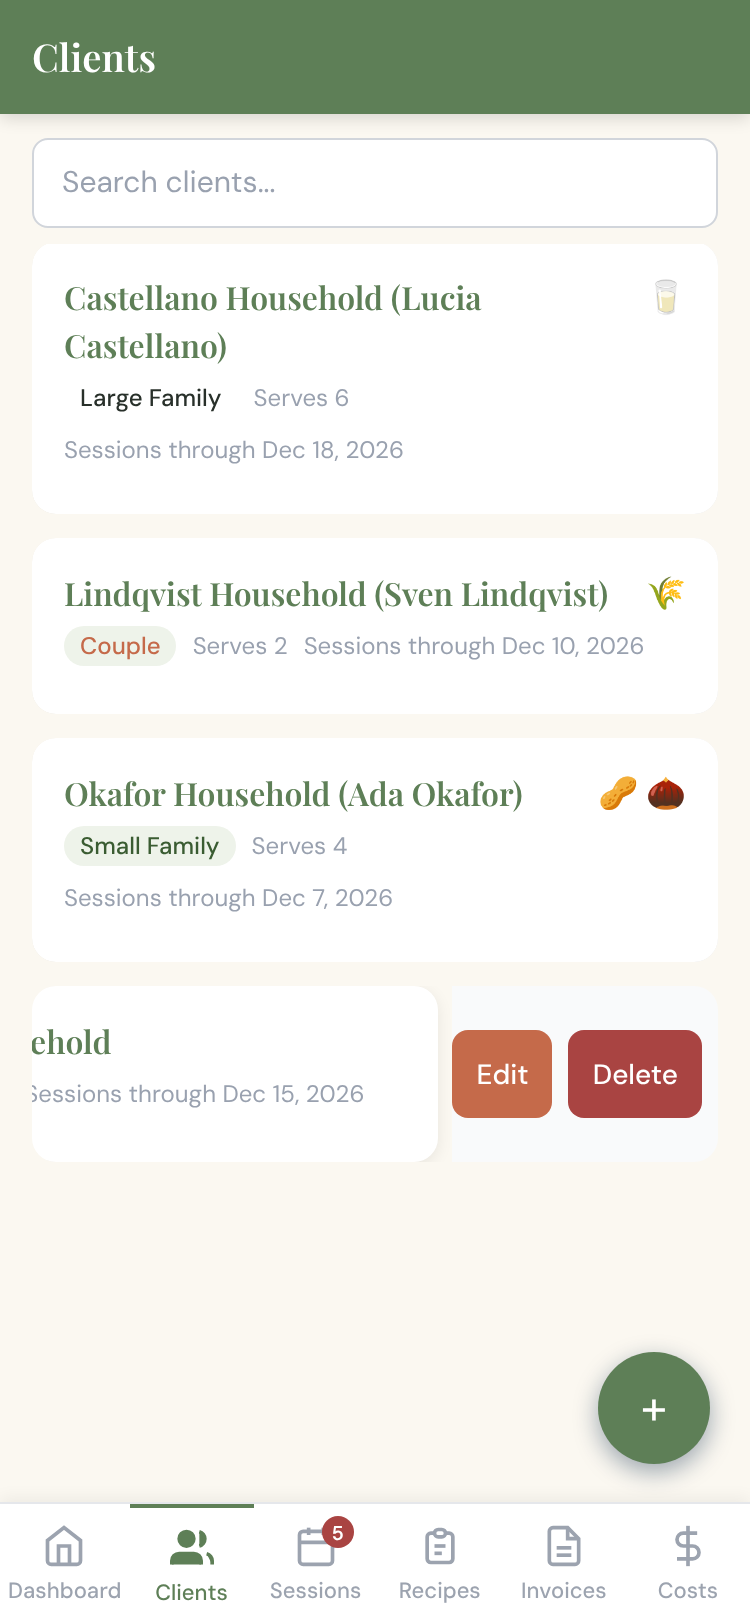 Clients
Search clients...
Castellano Household (Lucia
Castellano)
Large Family Serves 6
Sessions through Dec 18, 2026
Lindqvist Household (Sven Lindqvist)
Couple Serves 2 Sessions through Dec 10, 2026
Okafor Household (Ada Okafor)
Small Family Serves 4
Sessions through Dec 7, 2026
ehold
Sessions through Dec 15, 2026
Edit Delete
+
5
Dashboard Clients Sessions Recipes Invoices Costs